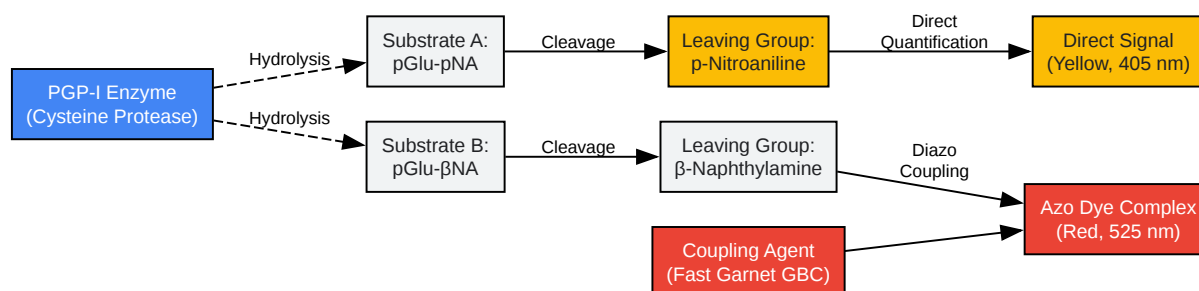 PGP-I Enzyme
(Cysteine Protease)
Hydrolysis
Hydrolysis
Substrate A:
pGlu-pNA
Cleavage
Leaving Group:
p-Nitroaniline
Direct
Quantification
Direct Signal
(Yellow, 405 nm)
Substrate B:
pGlu-βNA
Cleavage
Leaving Group:
β-Naphthylamine
Diazo
Coupling
Azo Dye Complex
(Red, 525 nm)
Coupling Agent
(Fast Garnet GBC)